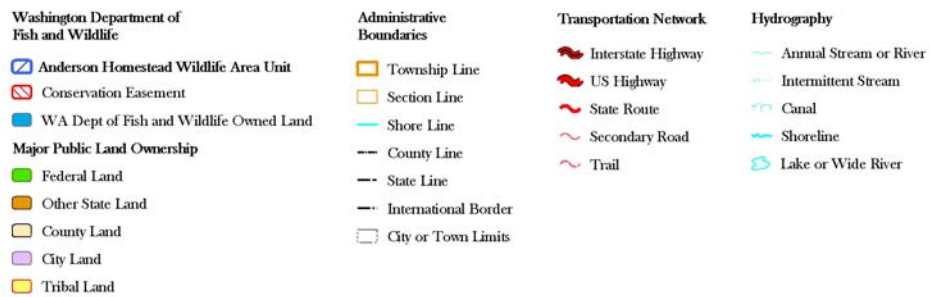 Washington Department of
Fish and Wildlife
Anderson Homestead Wildlife Area Unit
Conservation Easement
WA Dept of Fish and Wildlife Owned Land
Major Public Land Ownership
Federal Land
Other State Land
County Land
City Land
Tribal Land
Administrative
Boundaries
Township Line
Section Line
Shore Line
County Line
State Line
International Border
City or Town Limits
Transportation Network
Interstate Highway
US Highway
State Route
Secondary Road
Trail
Hydrography
Annual Stream or River
Intermittent Stream
Canal
Shoreline
Lake or Wide River